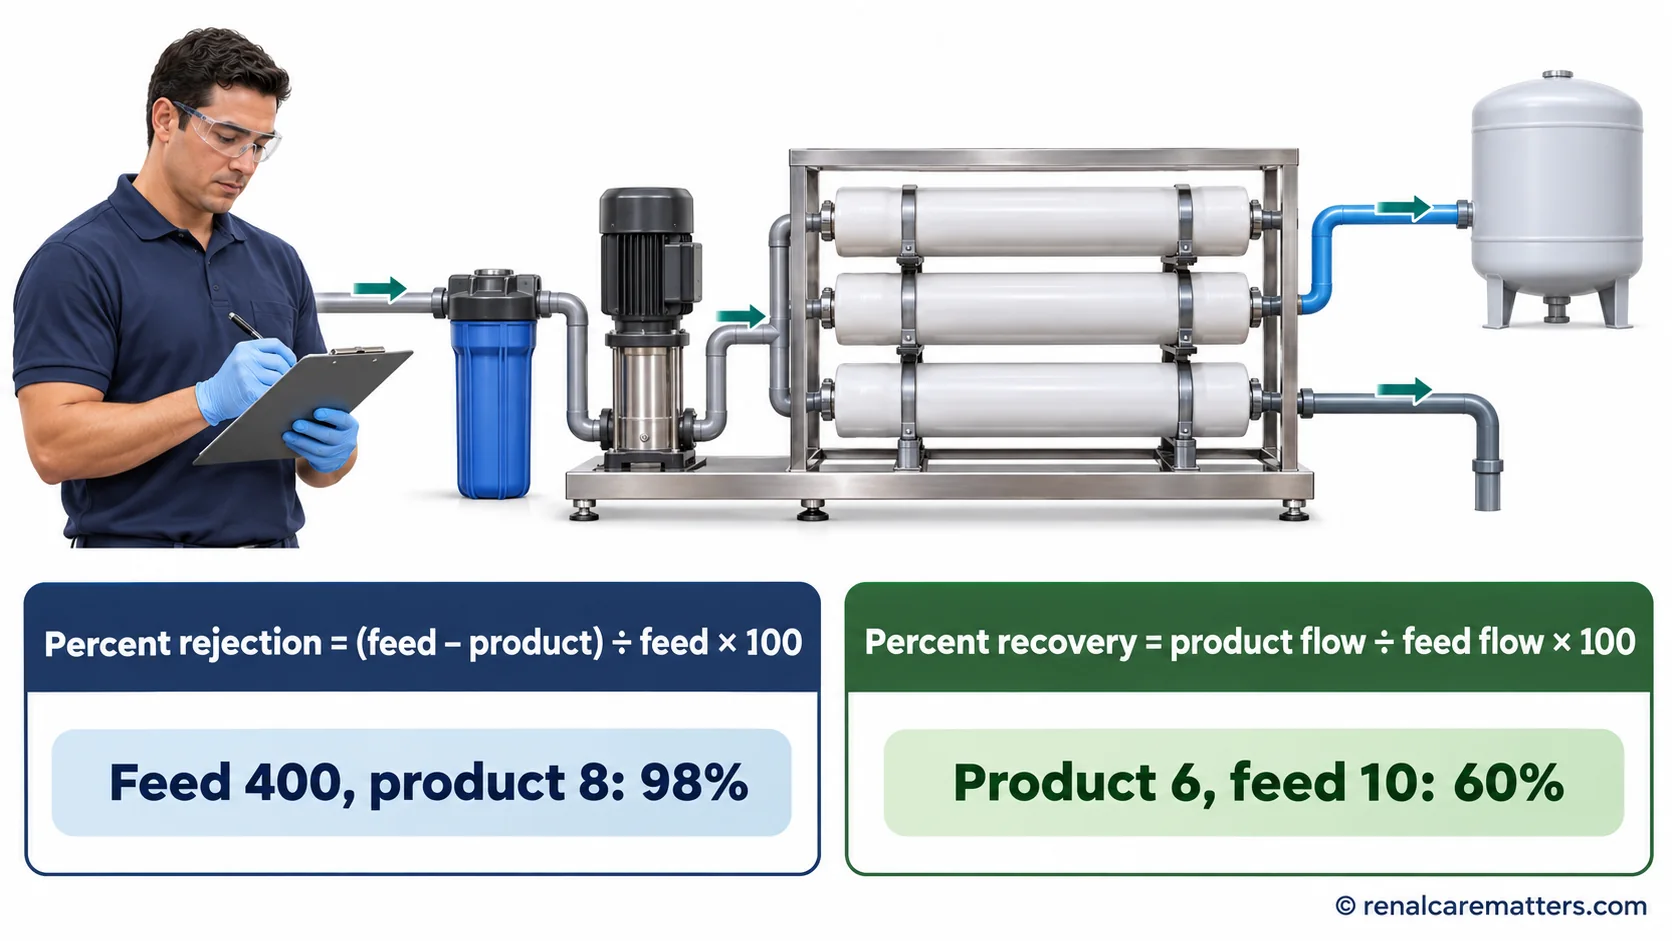 Percent rejection = (feed – product) ÷ feed × 100
Feed 400, product 8: 98%
Percent recovery = product flow ÷ feed flow × 100
Product 6, feed 10: 60%
© renalcarematters.com